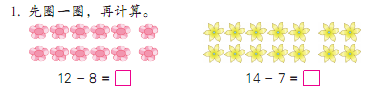 1. 先圈一圈，再计算。
12 － 8 ＝ □
14 － 7 ＝ □